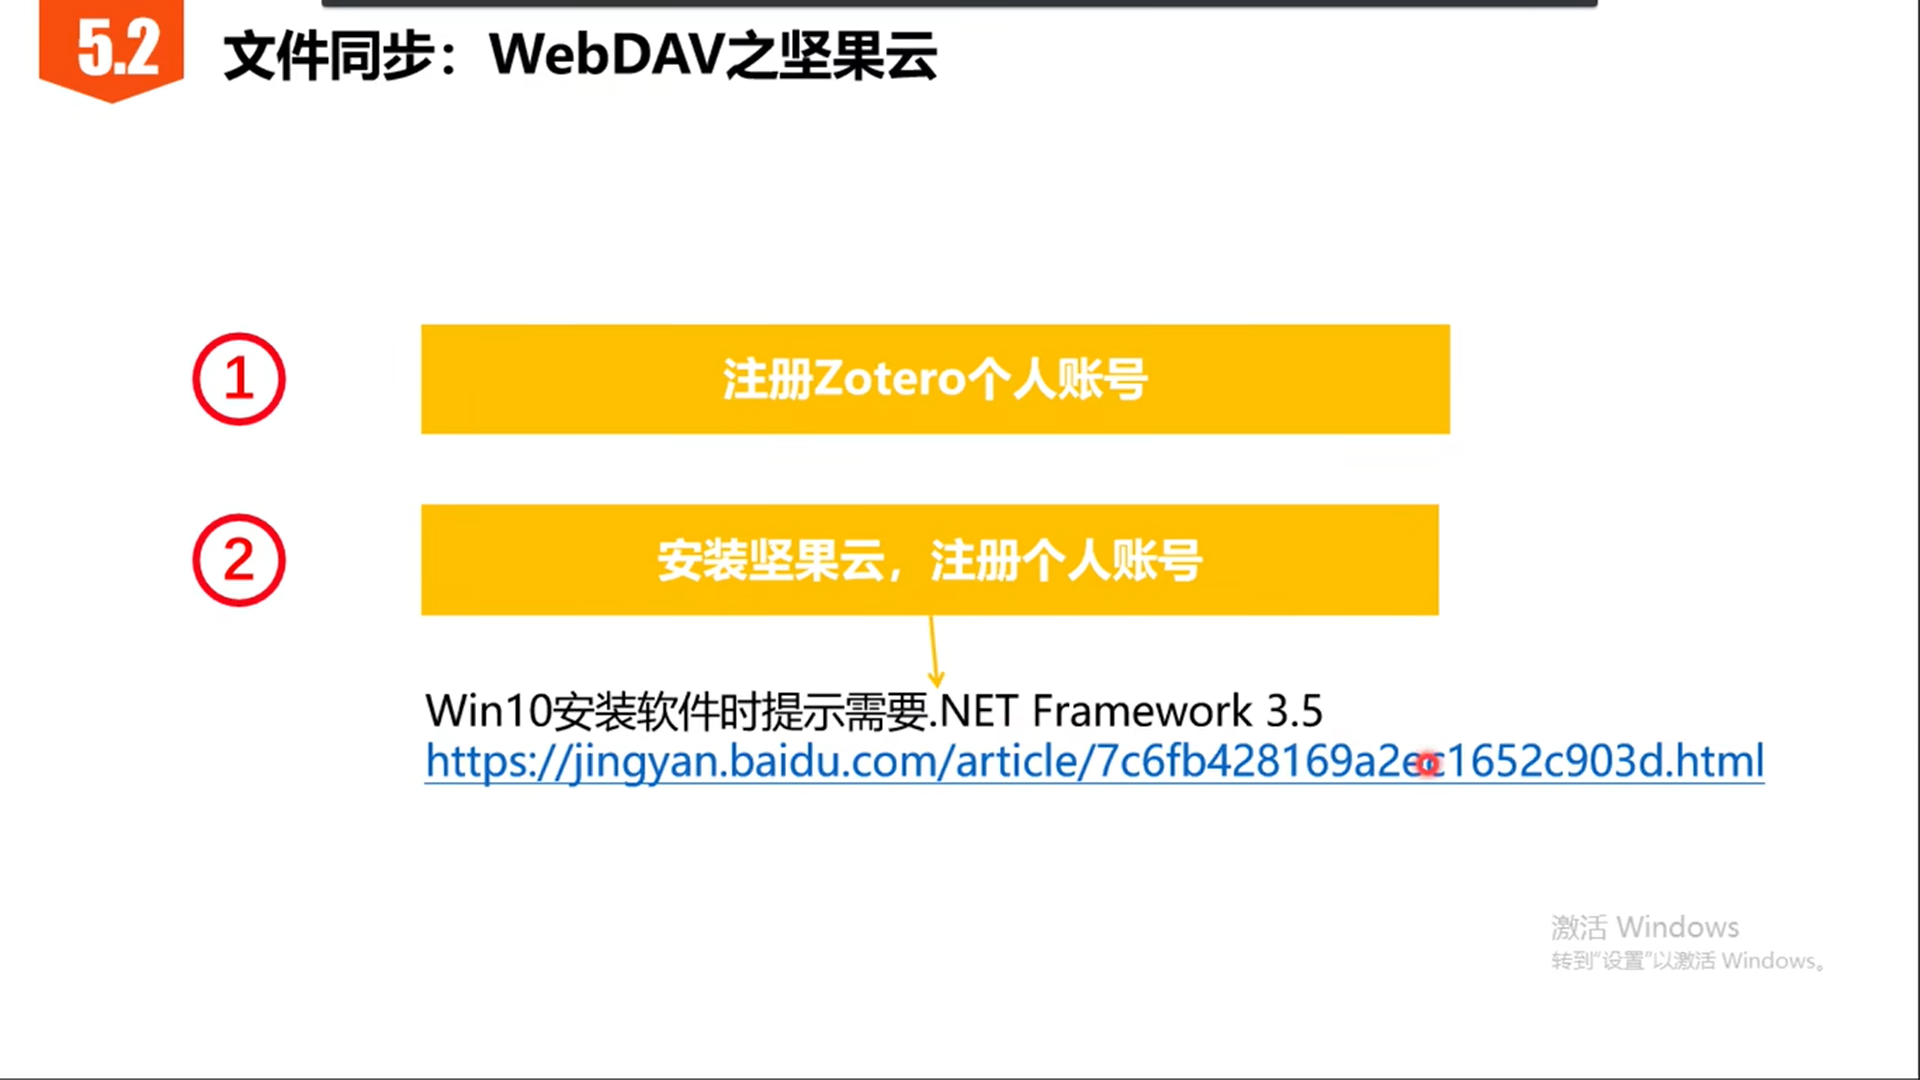 5.2
文件同步：WebDAV之坚果云
1
注册Zotero个人账号
2
安装坚果云，注册个人账号
Win10安装软件时提示需要.NET Framework 3.5
https://jingyan.baidu.com/article/7c6fb428169a2ec1652c903d.html
激活 Windows
转到“设置”以激活 Windows。